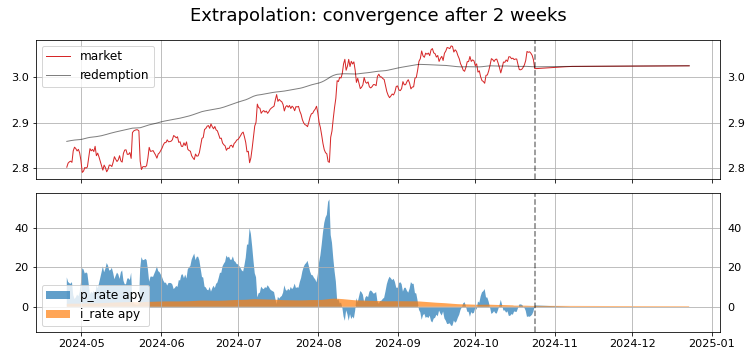 Extrapolation: convergence after 2 weeks
market
redemption
3.0
2.9
2.8
3.0
2.9
2.8
40
20
0
40
20
0
p_rate apy
i_rate apy
2024-05 2024-06 2024-07 2024-08 2024-09 2024-10 2024-11 2024-12 2025-01